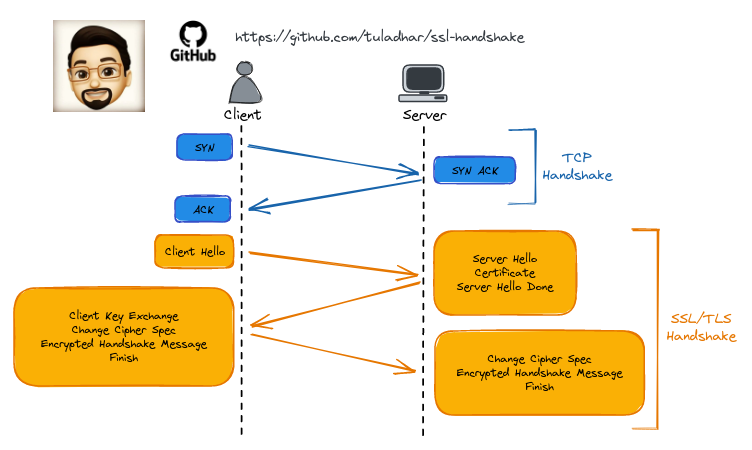 GitHub
https://github.com/tuladhar/ssl-handshake
Client
Server
SYN
SYN ACK
TCP
Handshake
ACK
Client Hello
Server Hello
Certificate
Server Hello Done
Client Key Exchange
Change Cipher Spec
Encrypted Handshake Message
Finish
SSL/TLS
Handshake
Change Cipher Spec
Encrypted Handshake Message
Finish